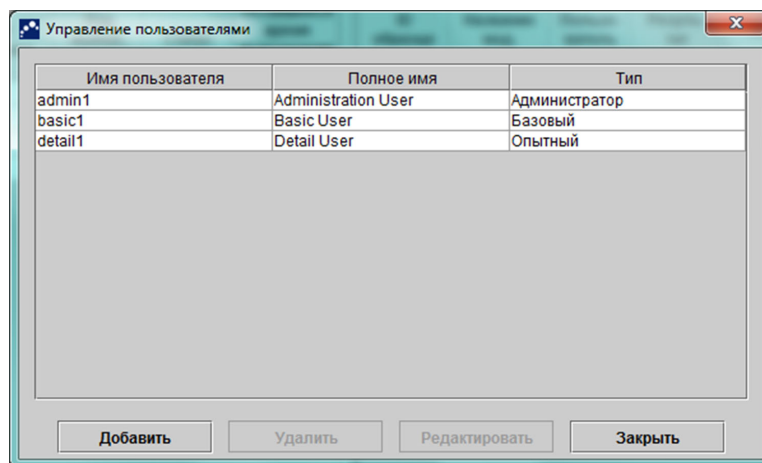 Управление пользователями
Имя пользователя Полное имя Тип
admin1 Administration User Администратор
basic1 Basic User Базовый
detail1 Detail User Опытный
Добавить Удалить Редактировать Закрыть